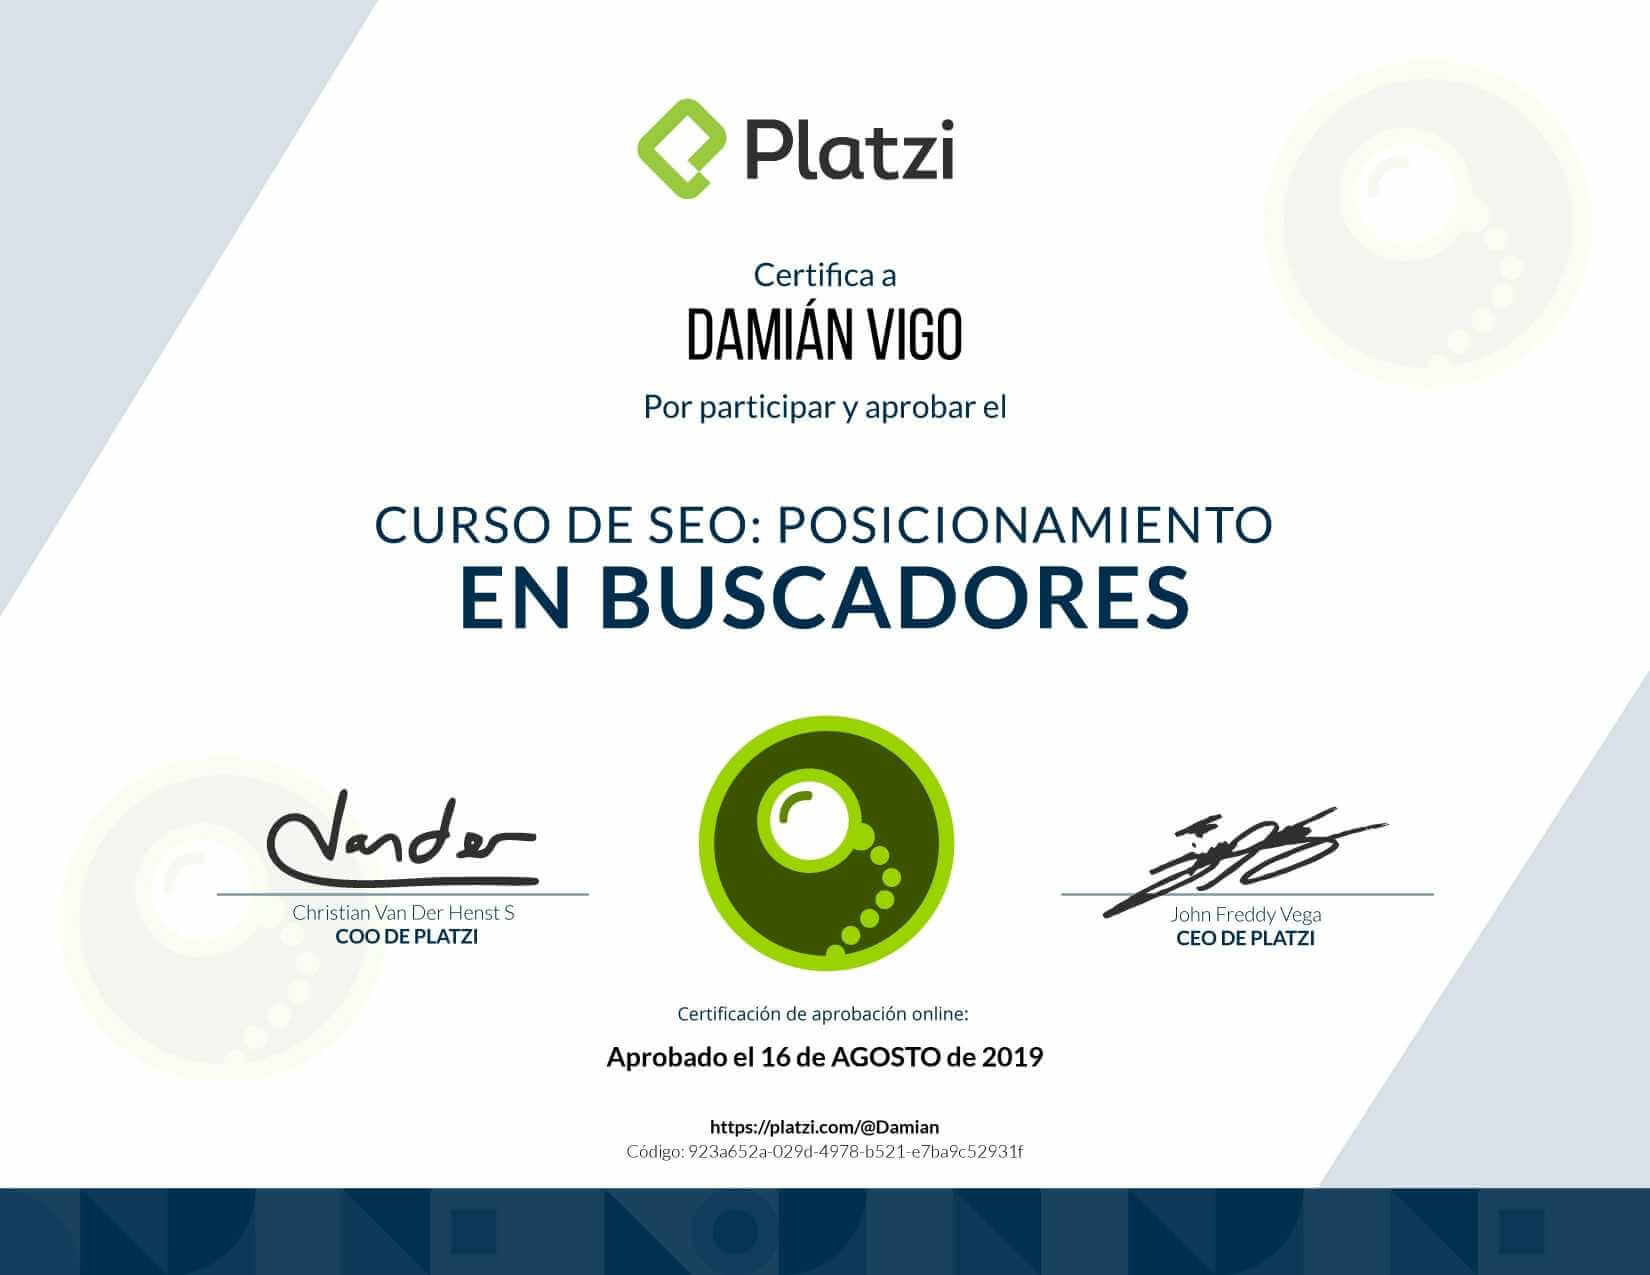 Platzi
Certifica a
DAMIÁN VIGO
Por participar y aprobar el
CURSO DE SEO: POSICIONAMIENTO
EN BUSCADORES
Vander
Christian Van Der Henst S
COO DE PLATZI
John Freddy Vega
CEO DE PLATZI
Certificación de aprobación online:
Aprobado el 16 de AGOSTO de 2019
https://platzi.com/@Damian
Código: 923a652a-029d-4978-b521-e7ba9c52931f